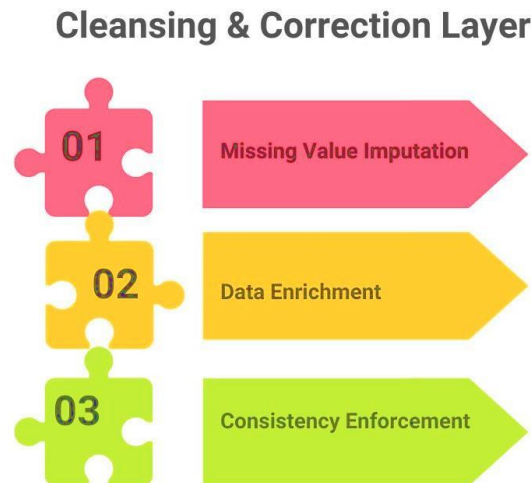 Cleansing & Correction Layer
01
Missing Value Imputation
02
Data Enrichment
03
Consistency Enforcement